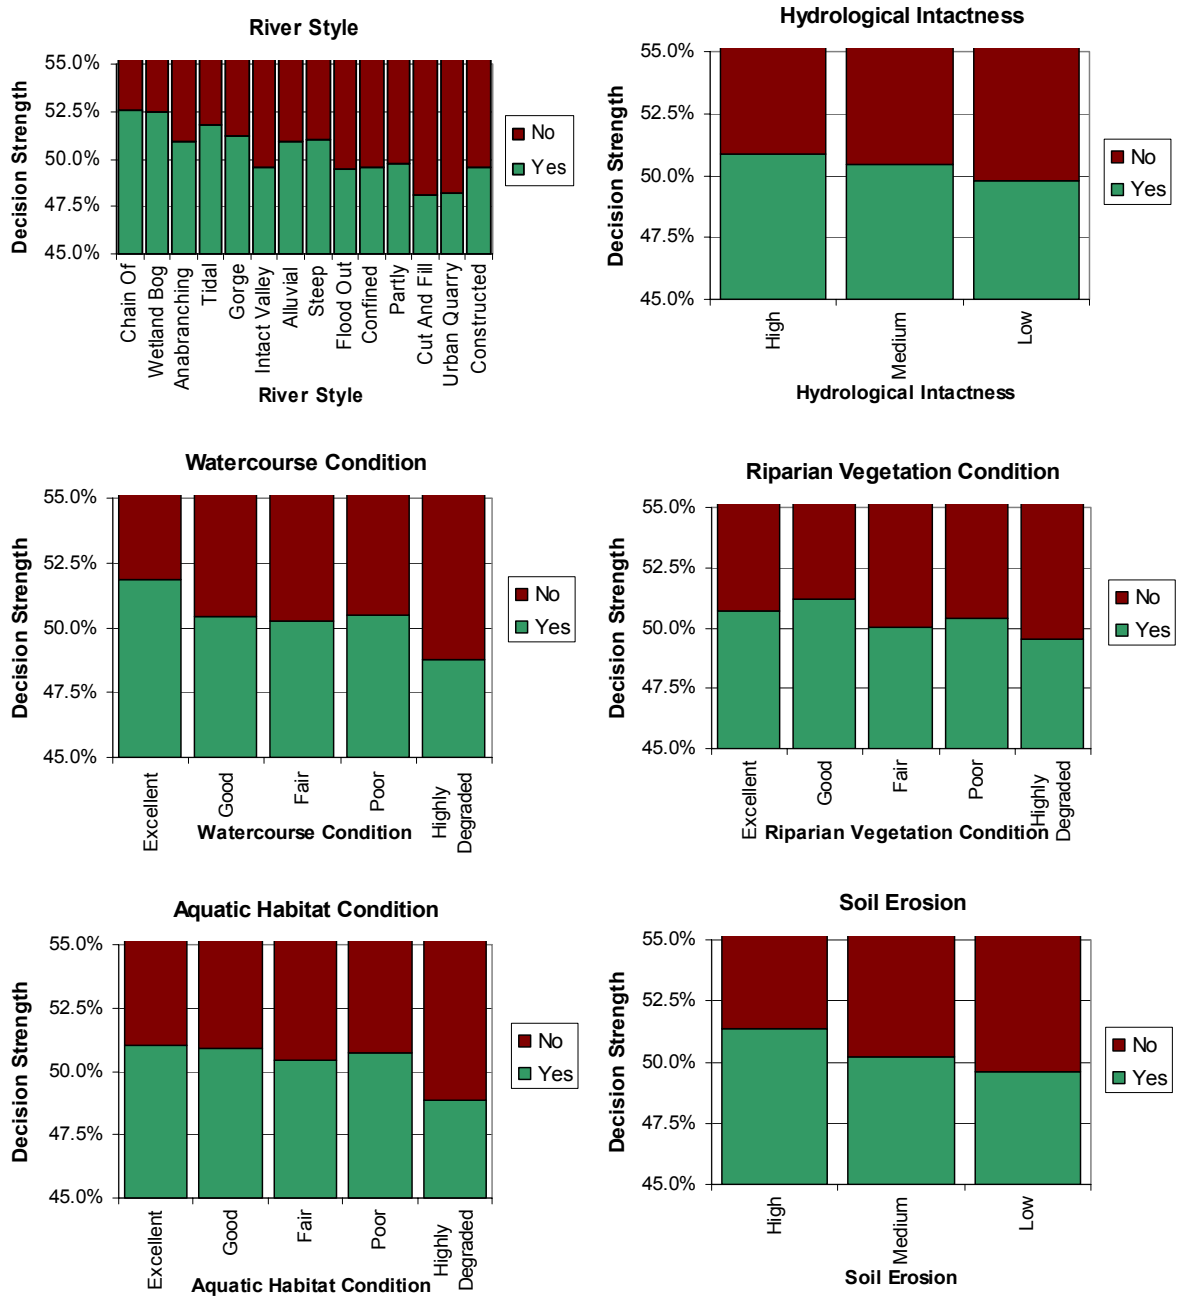 River Style
55.0%
52.5%
50.0%
47.5%
45.0%
Decision Strength
Chain Of
Wetland Bog
Anabranching
Tidal
Gorge
Intact Valley
Alluvial
Steep
Flood Out
Confined
Partly
Cut And Fill
Urban Quarry
Constructed
River Style
No
Yes
Hydrological Intactness
55.0%
52.5%
50.0%
47.5%
45.0%
Decision Strength
High
Medium
Low
Hydrological Intactness
No
Yes
Watercourse Condition
55.0%
52.5%
50.0%
47.5%
45.0%
Decision Strength
Excellent
Good
Fair
Poor
Highly
Degraded
Watercourse Condition
No
Yes
Riparian Vegetation Condition
55.0%
52.5%
50.0%
47.5%
45.0%
Decision Strength
Excellent
Good
Fair
Poor
Highly
Degraded
Riparian Vegetation Condition
No
Yes
Aquatic Habitat Condition
55.0%
52.5%
50.0%
47.5%
45.0%
Decision Strength
Excellent
Good
Fair
Poor
Highly
Degraded
Aquatic Habitat Condition
No
Yes
Soil Erosion
55.0%
52.5%
50.0%
47.5%
45.0%
Decision Strength
High
Medium
Low
Soil Erosion
No
Yes